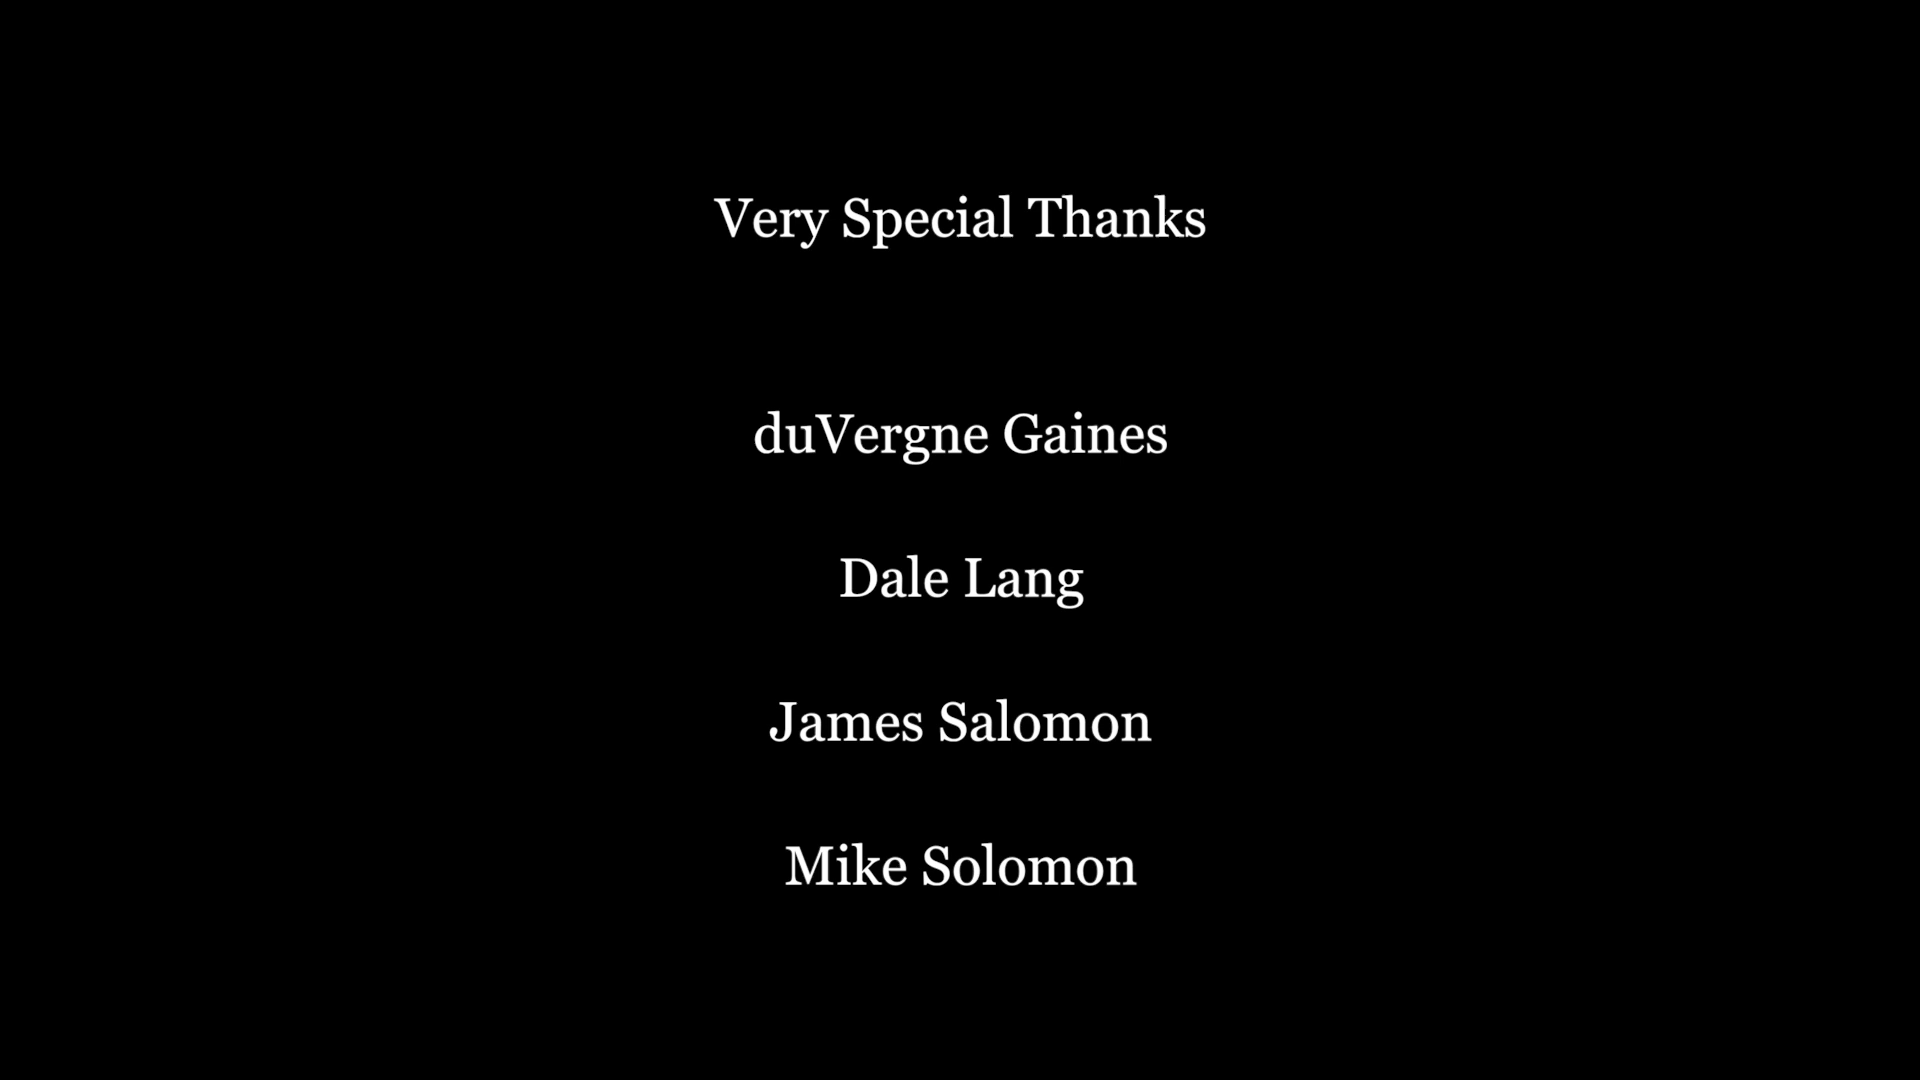 Very Special Thanks
duVergne Gaines
Dale Lang
James Salomon
Mike Solomon